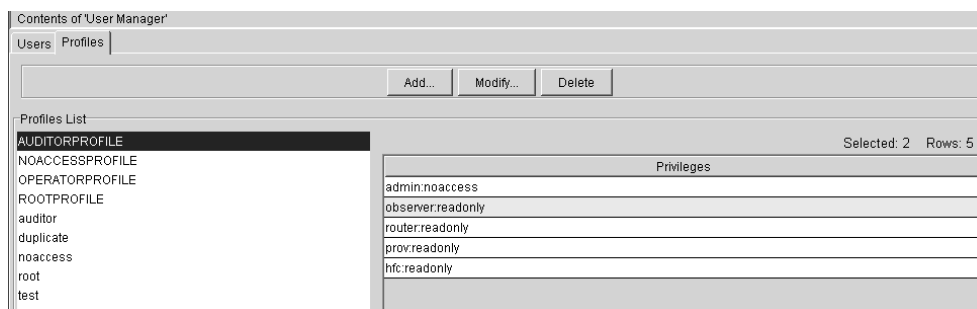 Contents of 'User Manager'
Users Profiles
Add... Modify... Delete
Profiles List
AUDITORPROFILE
NOACCESSPROFILE
OPERATORPROFILE
ROOTPROFILE
auditor
duplicate
noaccess
root
test
Selected: 2 Rows: 5
Privileges
admin:noaccess
observer:readonly
router:readonly
prov:readonly
hfc:readonly